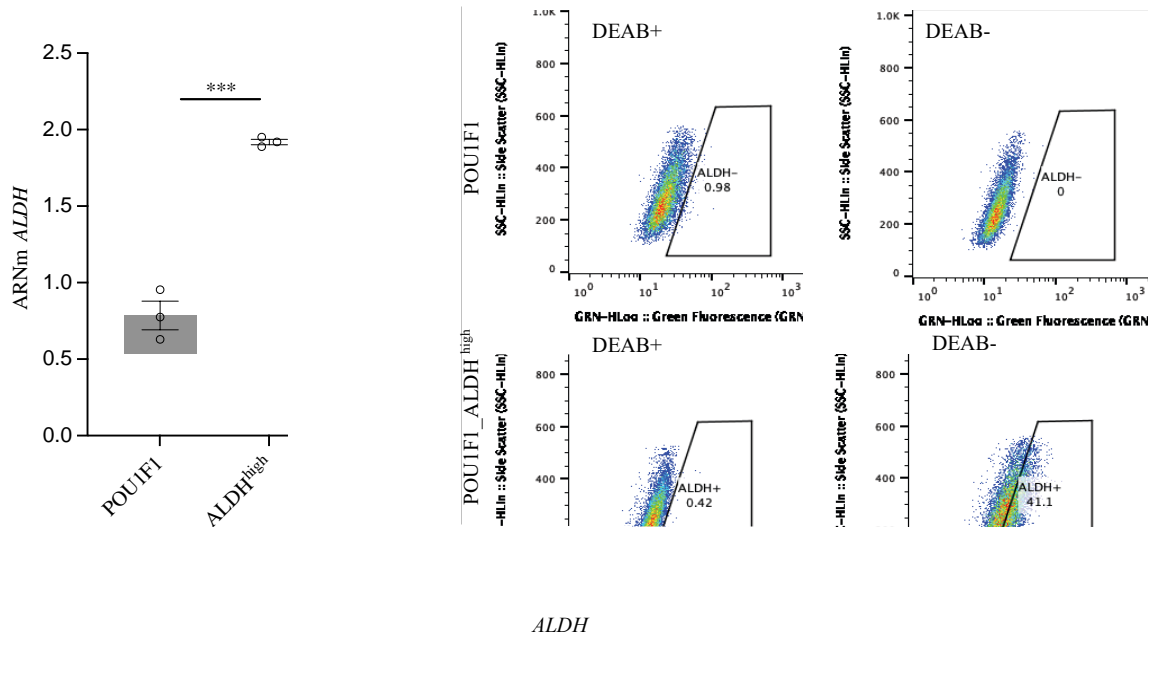 2.5
2.0
1.5
1.0
0.5
0.0
ARNm ALDH
***
POU1F1
ALDHhigh
POU1F1
DEAB+
1.0K
800
600
400
200
0
SSC-HLin :: Side Scatter (SSC-HLin)
ALDH-
0.98
10^0 10^1 10^2 10^3
GRN-HLog :: Green Fluorescence (GRN
DEAB-
1.0K
800
600
400
200
0
SSC-HLin :: Side Scatter (SSC-HLin)
ALDH-
0
10^0 10^1 10^2 10^3
GRN-HLog :: Green Fluorescence (GRN
POU1F1_ALDH high
DEAB+
800
600
400
-HLin :: Side Scatter (SSC-HLin)
ALDH+
0.42
DEAB-
800
600
400
-HLin :: Side Scatter (SSC-HLin)
ALDH+
41.1
ALDH